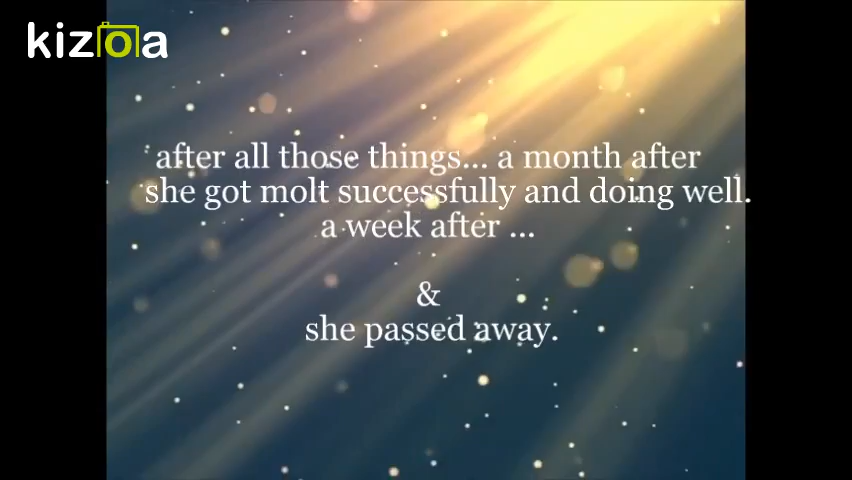 kizoa
after all those things... a month after
she got molt successfully and doing well.
a week after ...
&
she passed away.